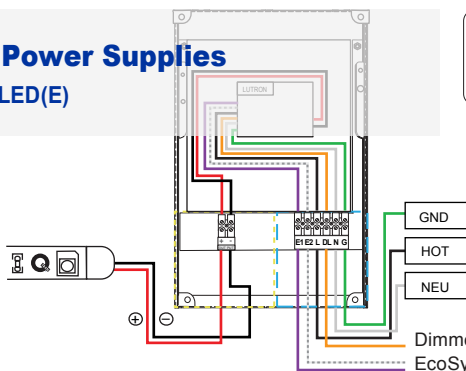 Power Supplies
LED(E)
LUTRON
E1 E2 L DL N G
+ -
GND
HOT
NEU
+ -
Dimme
EcoSy